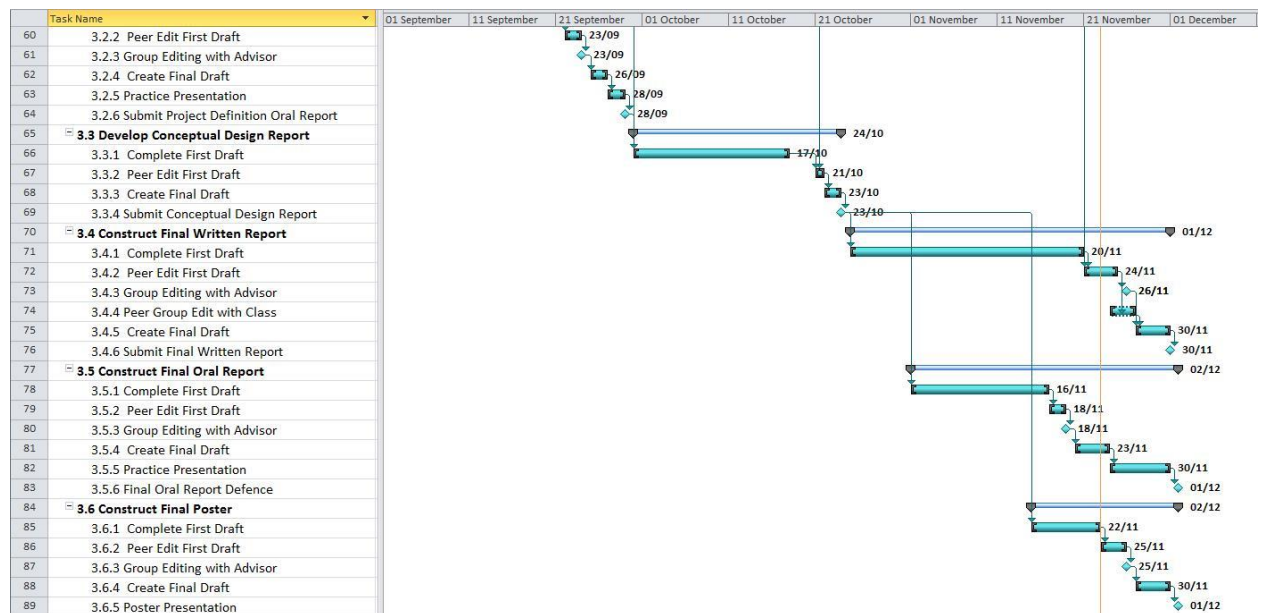 Task Name 01 September 11 September 21 September 01 October 11 October 21 October 01 November 11 November 21 November 01 December
60 3.2.2 Peer Edit First Draft 23/09
61 3.2.3 Group Editing with Advisor 23/09
62 3.2.4 Create Final Draft 26/09
63 3.2.5 Practice Presentation 28/09
64 3.2.6 Submit Project Definition Oral Report 28/09
65 3.3 Develop Conceptual Design Report 24/10
66 3.3.1 Complete First Draft 17/10
67 3.3.2 Peer Edit First Draft 21/10
68 3.3.3 Create Final Draft 23/10
69 3.3.4 Submit Conceptual Design Report 23/10
70 3.4 Construct Final Written Report 01/12
71 3.4.1 Complete First Draft 20/11
72 3.4.2 Peer Edit First Draft 24/11
73 3.4.3 Group Editing with Advisor 26/11
74 3.4.4 Peer Group Edit with Class
75 3.4.5 Create Final Draft 30/11
76 3.4.6 Submit Final Written Report 30/11
77 3.5 Construct Final Oral Report 02/12
78 3.5.1 Complete First Draft 16/11
79 3.5.2 Peer Edit First Draft 18/11
80 3.5.3 Group Editing with Advisor 18/11
81 3.5.4 Create Final Draft 23/11
82 3.5.5 Practice Presentation 30/11
83 3.5.6 Final Oral Report Defence 01/12
84 3.6 Construct Final Poster 02/12
85 3.6.1 Complete First Draft 22/11
86 3.6.2 Peer Edit First Draft 25/11
87 3.6.3 Group Editing with Advisor 25/11
88 3.6.4 Create Final Draft 30/11
89 3.6.5 Poster Presentation 01/12